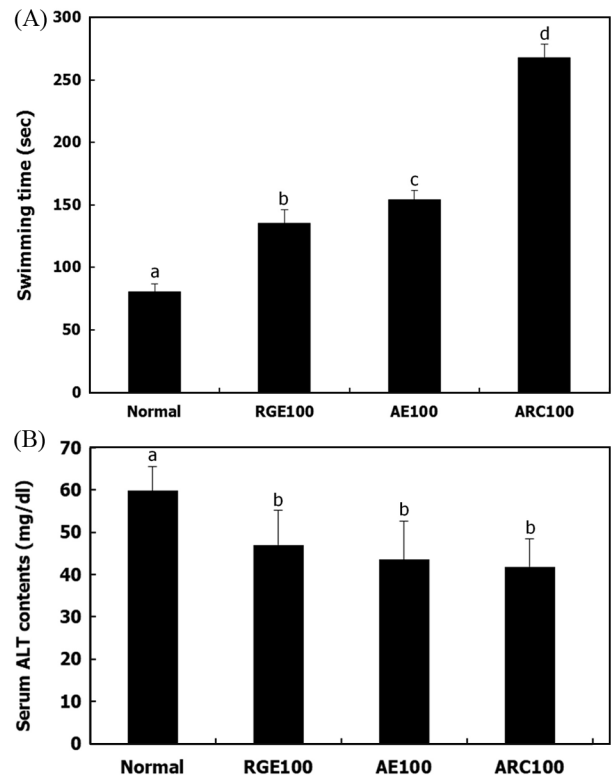 (A)
Swimming time (sec)
300
250
200
150
100
50
0
a
b
c
d
Normal RGE100 AE100 ARC100
(B)
Serum ALT contents (mg/dl)
70
60
50
40
30
20
10
0
a
b
b
b
Normal RGE100 AE100 ARC100